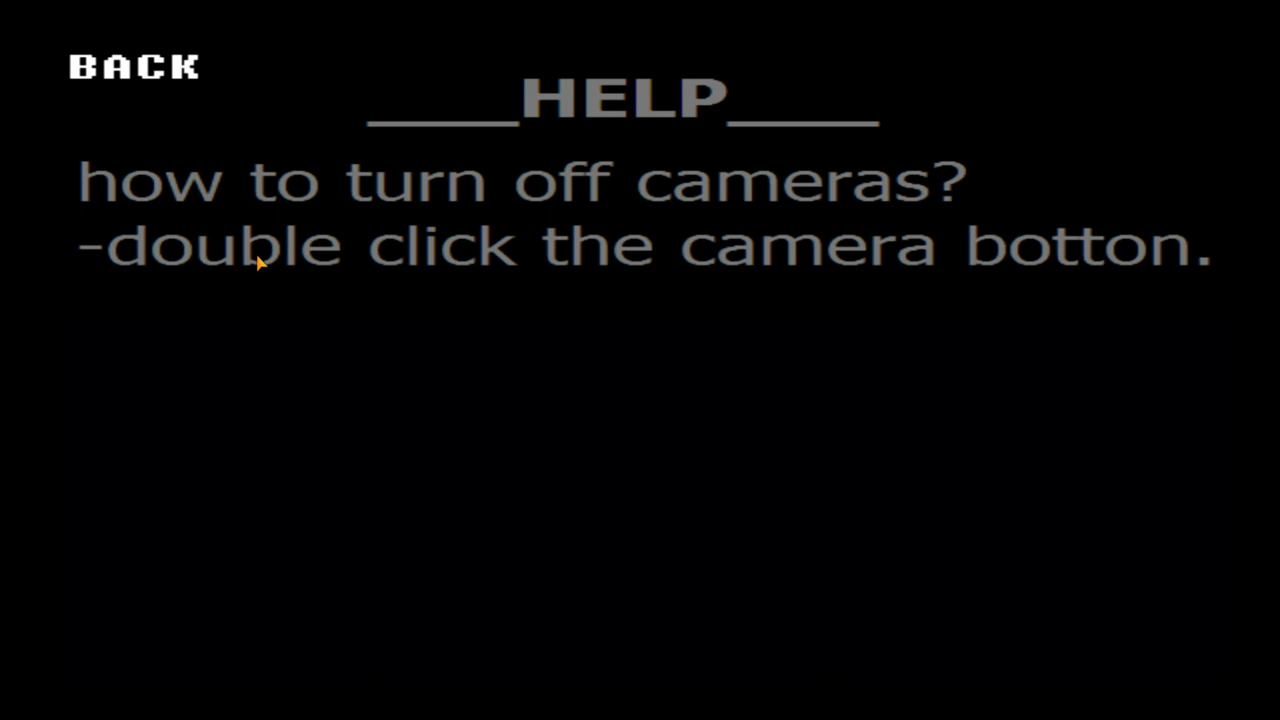 BACK
____HELP____
how to turn off cameras?
-double click the camera botton.